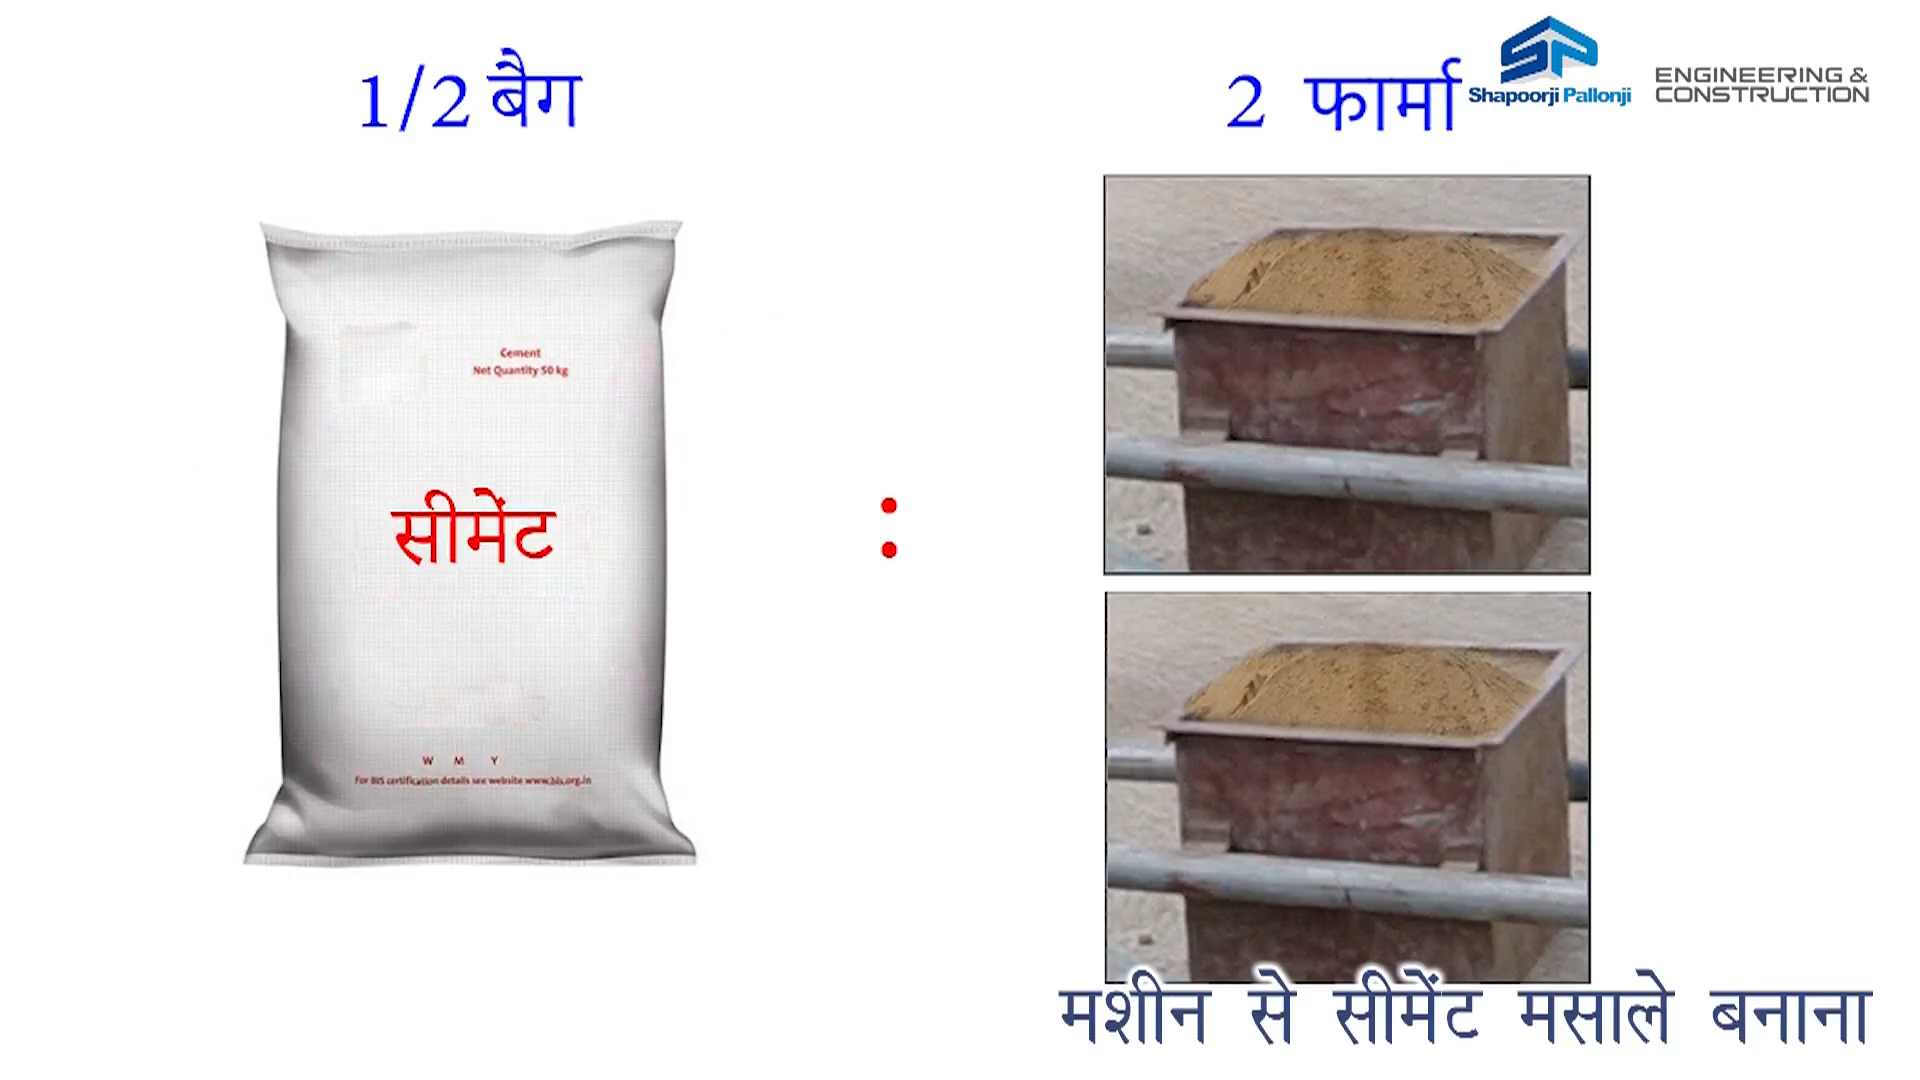 1/2 बैग
2 फार्मा
SP
Shapoorji Pallonji
ENGINEERING &
CONSTRUCTION
Cement
Net Quantity 50 kg
सीमेंट
:
W M Y
For BIS certification details see website www.bis.org.in
मशीन से सीमेंट मसाले बनाना